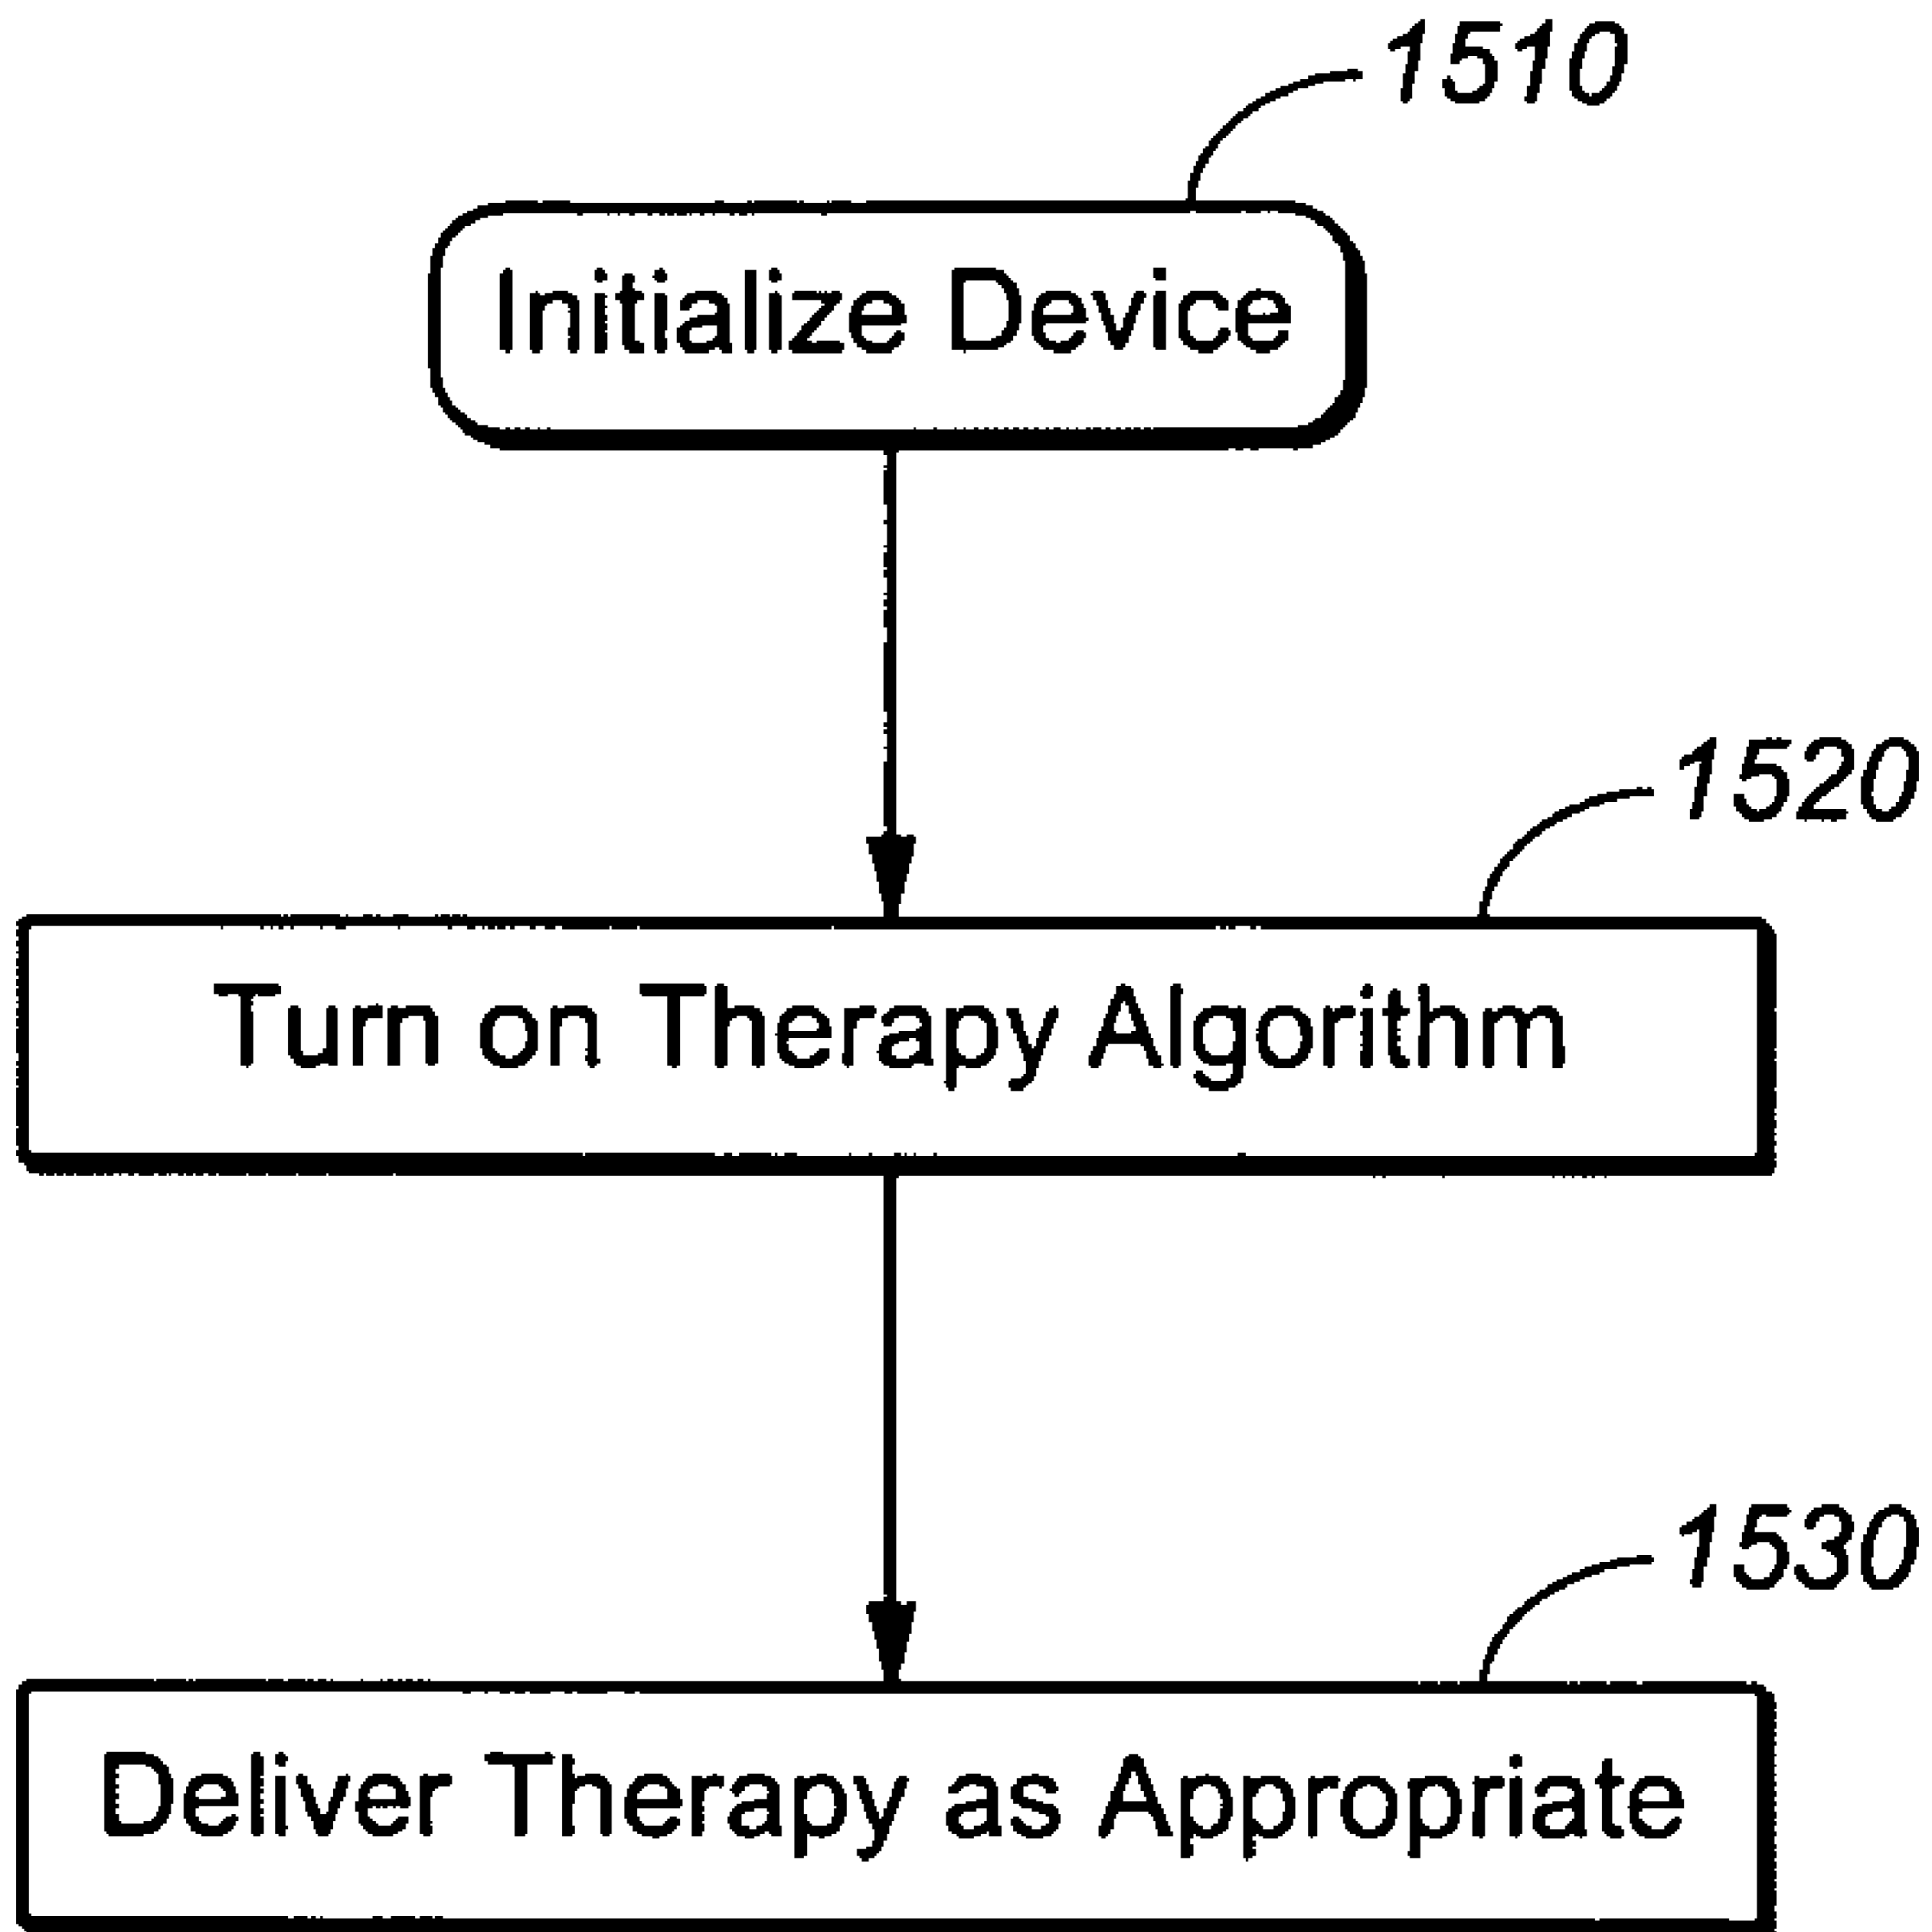 1510
Initialize Device
1520
Turn on Therapy Algorithm
1530
Deliver Therapy as Appropriate